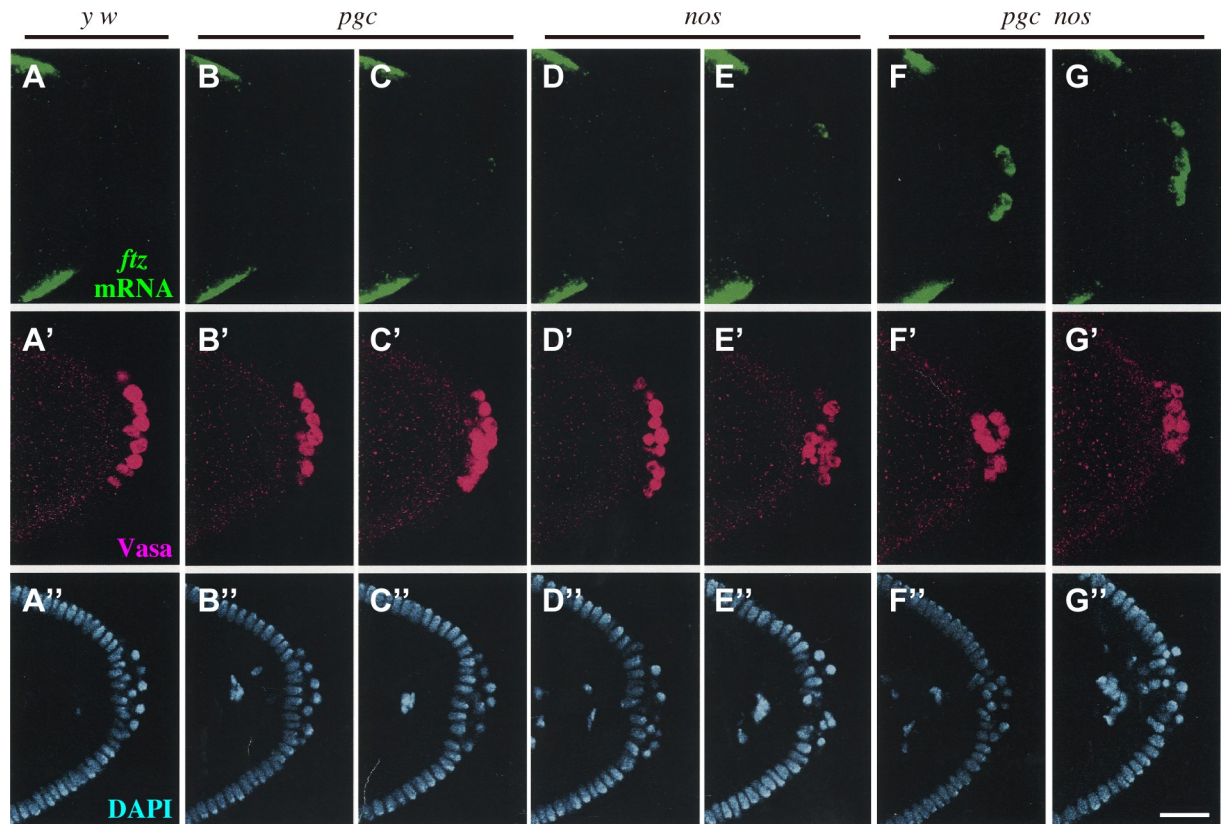 y w pgc nos pgc nos
A B C D E F G
ftz
mRNA
A’ B’ C’ D’ E’ F’ G’
Vasa
A’’ B’’ C’’ D’’ E’’ F’’ G’’
DAPI